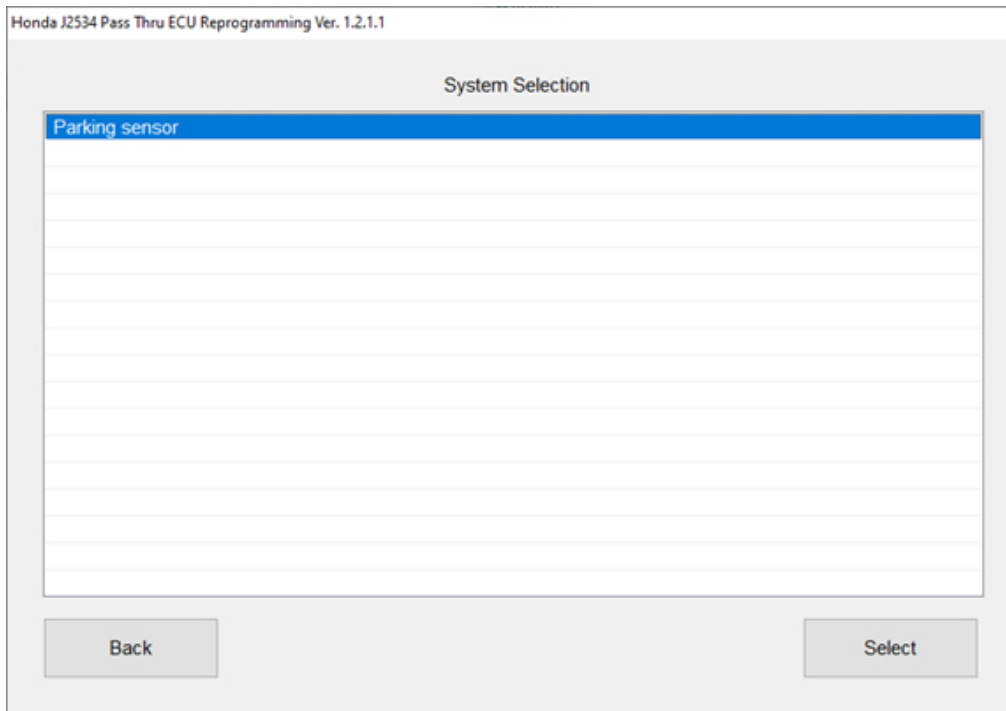 Honda J2534 Pass Thru ECU Reprogramming Ver. 1.2.1.1
System Selection
Parking sensor
Back
Select